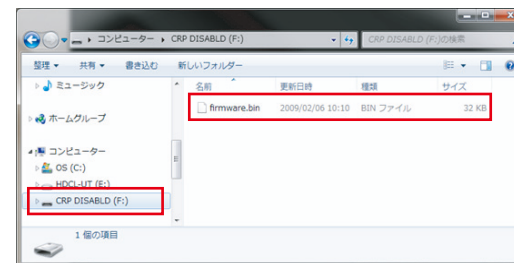 コンピューター ▸ CRP DISABLD (F:)
CRP DISABLD (F:)の検索
整理 ▼ 共有 ▼ 書き込む 新しいフォルダー
ミュージック
名前 更新日時 種類 サイズ
firmware.bin 2009/02/06 10:10 BIN ファイル 32 KB
ホームグループ
コンピューター
OS (C:)
HDCL-UT (E:)
CRP DISABLD (F:)
1 個の項目